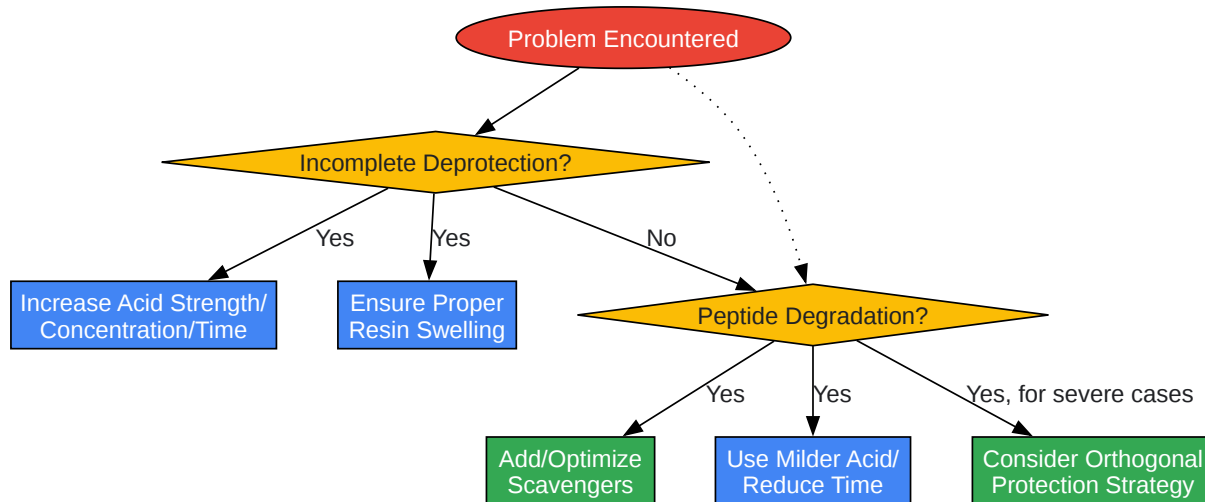 Problem Encountered
Incomplete Deprotection?
Yes
Yes
No
Increase Acid Strength/
Concentration/Time
Ensure Proper
Resin Swelling
Peptide Degradation?
Yes
Yes
Yes, for severe cases
Add/Optimize
Scavengers
Use Milder Acid/
Reduce Time
Consider Orthogonal
Protection Strategy